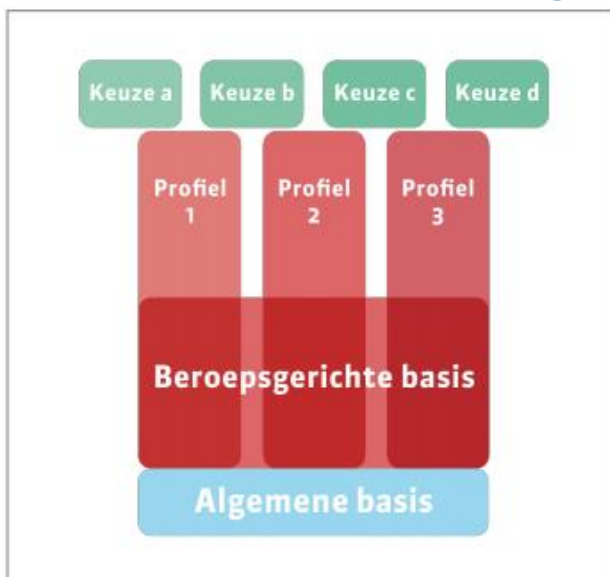 Keuze a
Keuze b
Keuze c
Keuze d
Profiel
1
Profiel
2
Profiel
3
Beroepsgerichte basis
Algemene basis